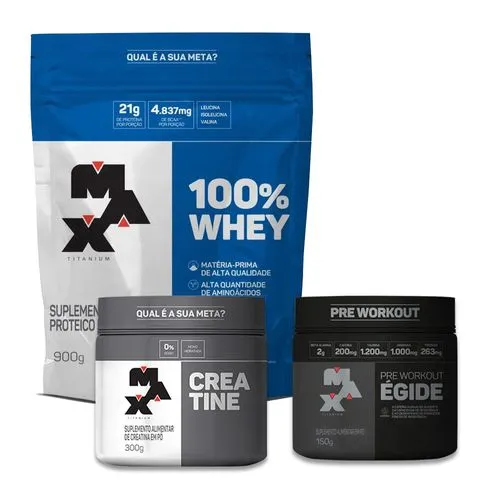 QUAL É A SUA META?
21g
DE PROTEÍNA
POR PORÇÃO
4.837mg
DE BCAA
POR PORÇÃO
LEUCINA
ISOLEUCINA
VALINA
MAX
TITANIUM
100%
WHEY
MATÉRIA-PRIMA
DE ALTA QUALIDADE
ALTA QUANTIDADE
DE AMINOÁCIDOS
SUPLEMEN
PROTEICO
900g
QUAL É A SUA META?
0%
MAX
TITANIUM
CREA
TINE
SUPLEMENTO ALIMENTAR
DE CREATINA EM PÓ
300g
PRE WORKOUT
2g
200mg
1.200mg
1.000mg
263mg
MAX
TITANIUM
PRE WORKOUT
ÉGIDE
150g